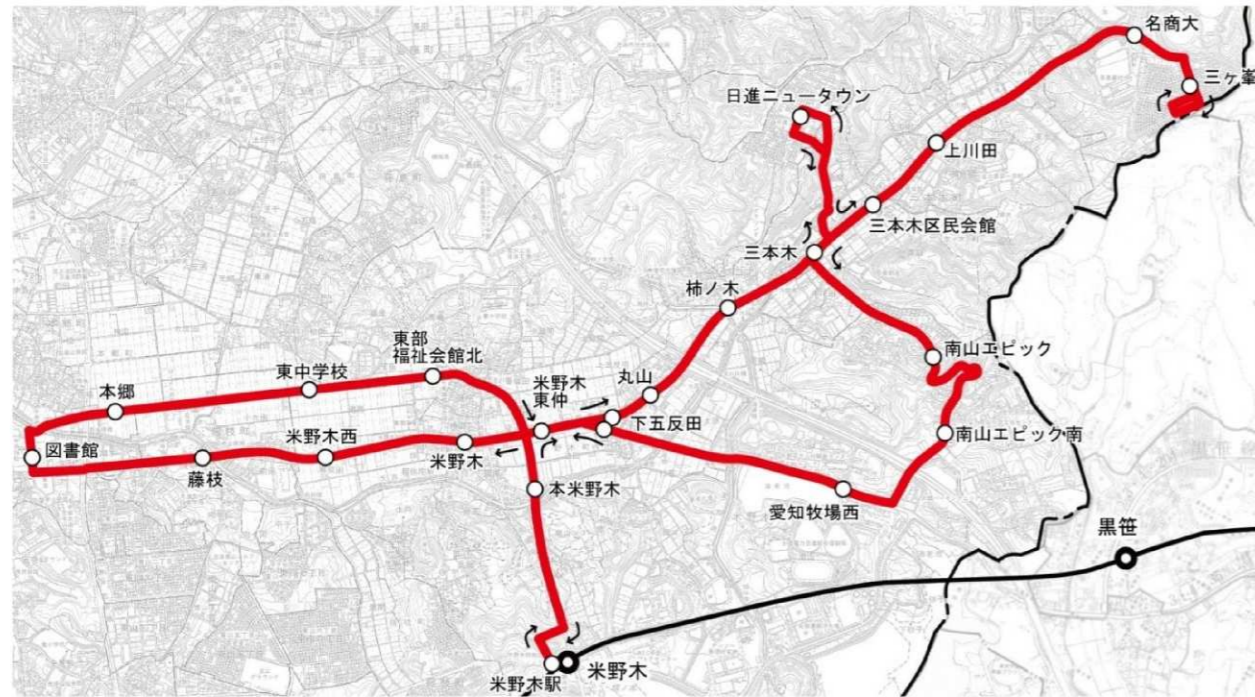 名商大
三ヶ峯
日進ニュータウン
上川田
三本木区民会館
三本木
柿ノ木
南山エピック
東部
福祉会館北
東中学校
米野木
東仲
丸山
本郷
下五反田
米野木西
南山エピック南
図書館
藤枝
米野木
本米野木
愛知牧場西
黒笹
米野木
米野木駅